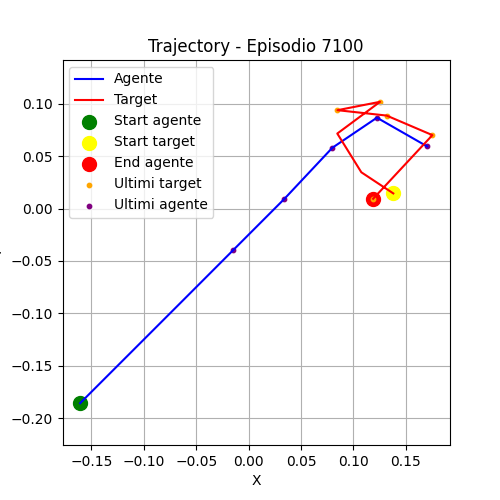 Trajectory - Episodio 7100
Agente
Target
Start agente
Start target
End agente
Ultimi target
Ultimi agente
0.10
0.05
0.00
−0.05
−0.10
−0.15
−0.20
−0.15
−0.10
−0.05
0.00
0.05
0.10
0.15
X